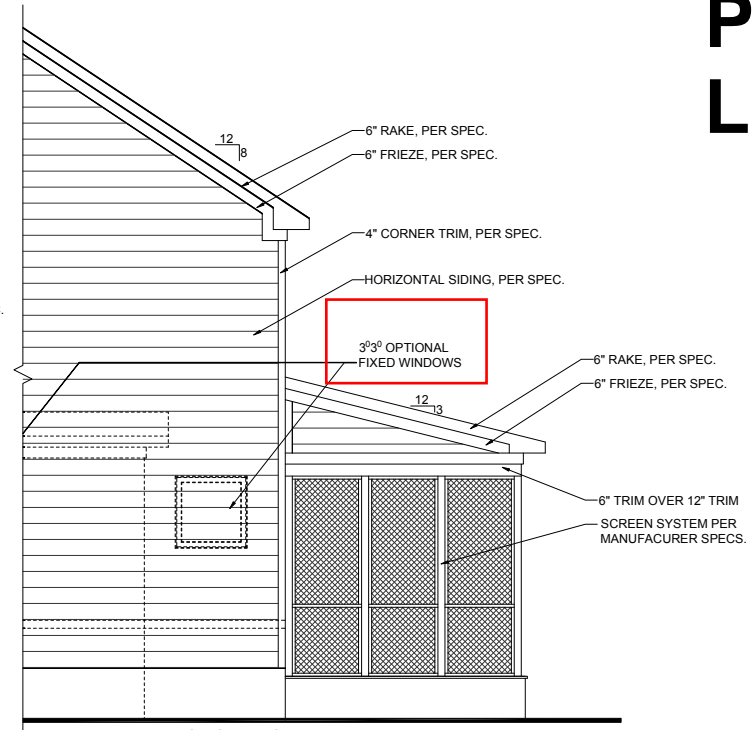 P
L
6" RAKE, PER SPEC.
12
8
6" FRIEZE, PER SPEC.
4" CORNER TRIM, PER SPEC.
HORIZONTAL SIDING, PER SPEC.
3⁰3⁰ OPTIONAL
FIXED WINDOWS
6" RAKE, PER SPEC.
6" FRIEZE, PER SPEC.
12
3
6" TRIM OVER 12" TRIM
SCREEN SYSTEM PER
MANUFACURER SPECS.